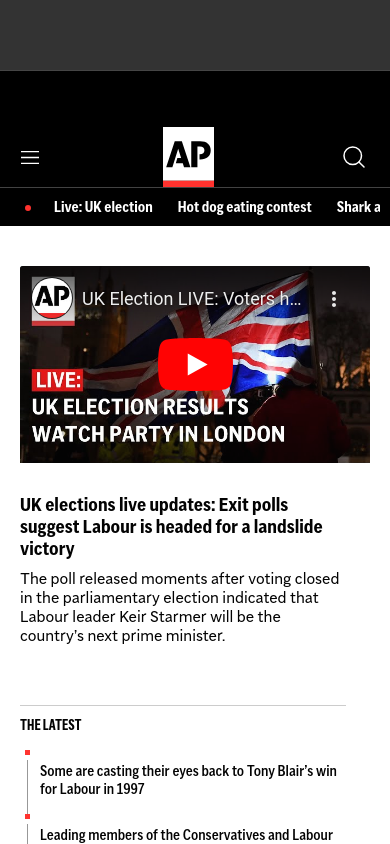 AP
Live: UK election
Hot dog eating contest
Shark a
AP
UK Election LIVE: Voters h...
LIVE:
UK ELECTION RESULTS
WATCH PARTY IN LONDON
UK elections live updates: Exit polls
suggest Labour is headed for a landslide
victory
The poll released moments after voting closed
in the parliamentary election indicated that
Labour leader Keir Starmer will be the
country’s next prime minister.
THE LATEST
Some are casting their eyes back to Tony Blair’s win
for Labour in 1997
Leading members of the Conservatives and Labour